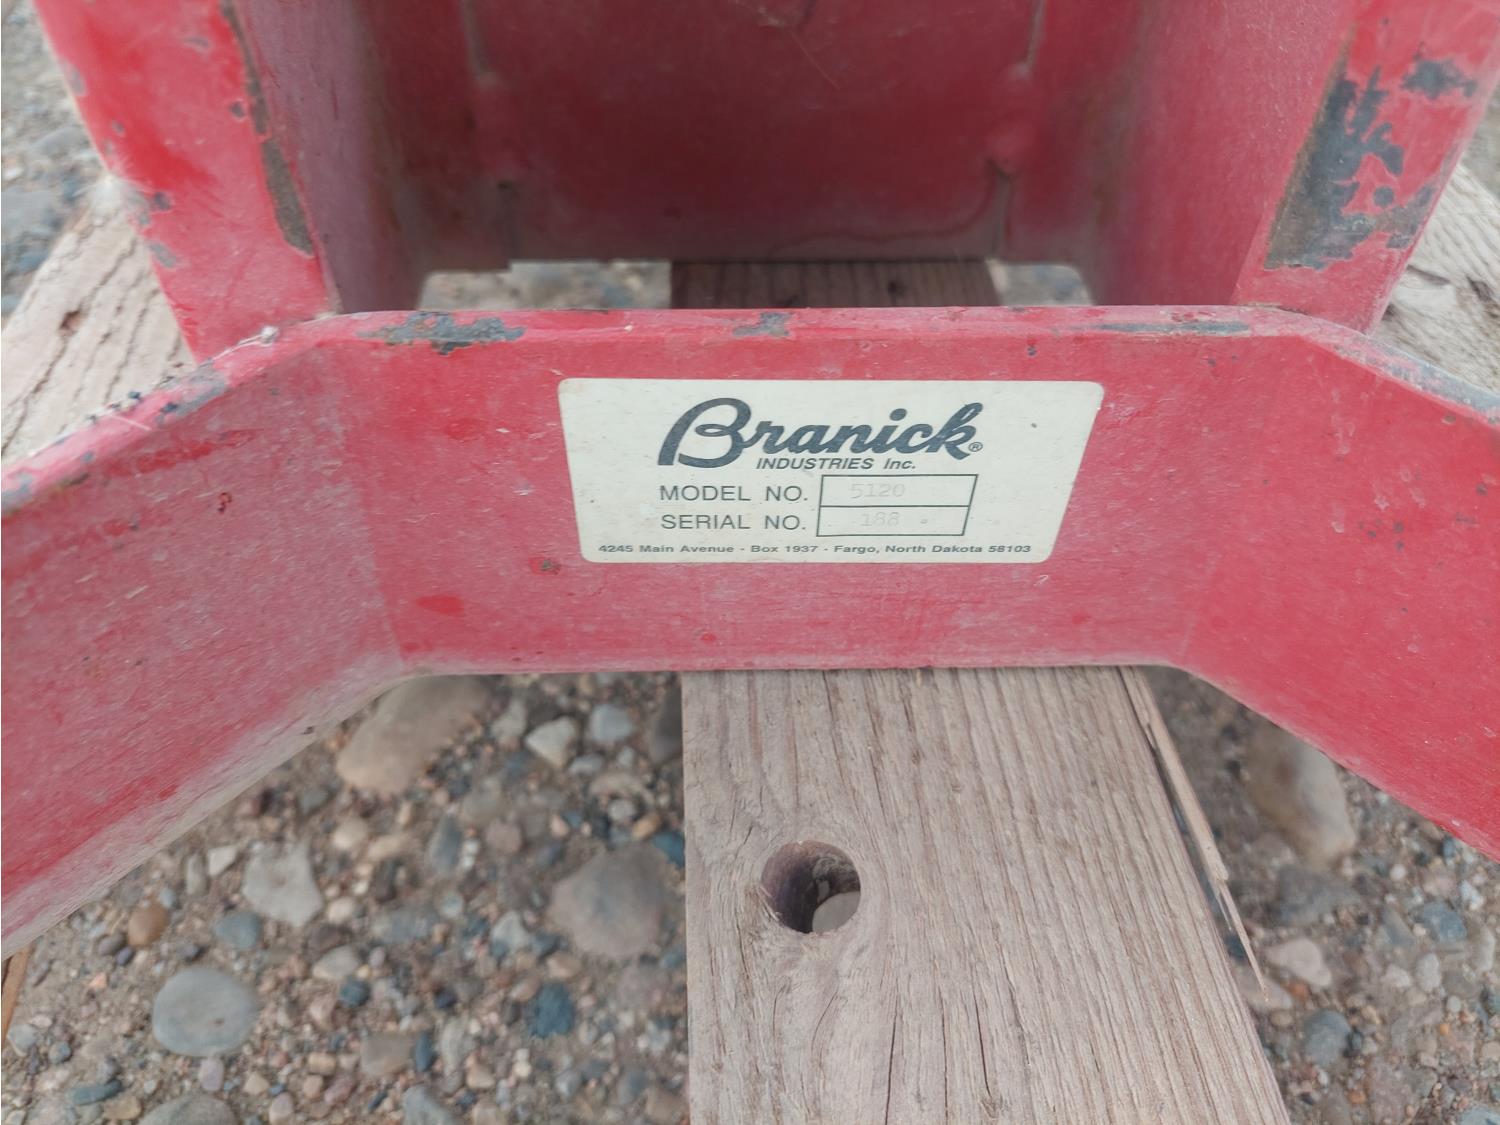 Branick®
INDUSTRIES Inc.
MODEL NO. 5120
SERIAL NO. 188
4245 Main Avenue - Box 1937 - Fargo, North Dakota 58103